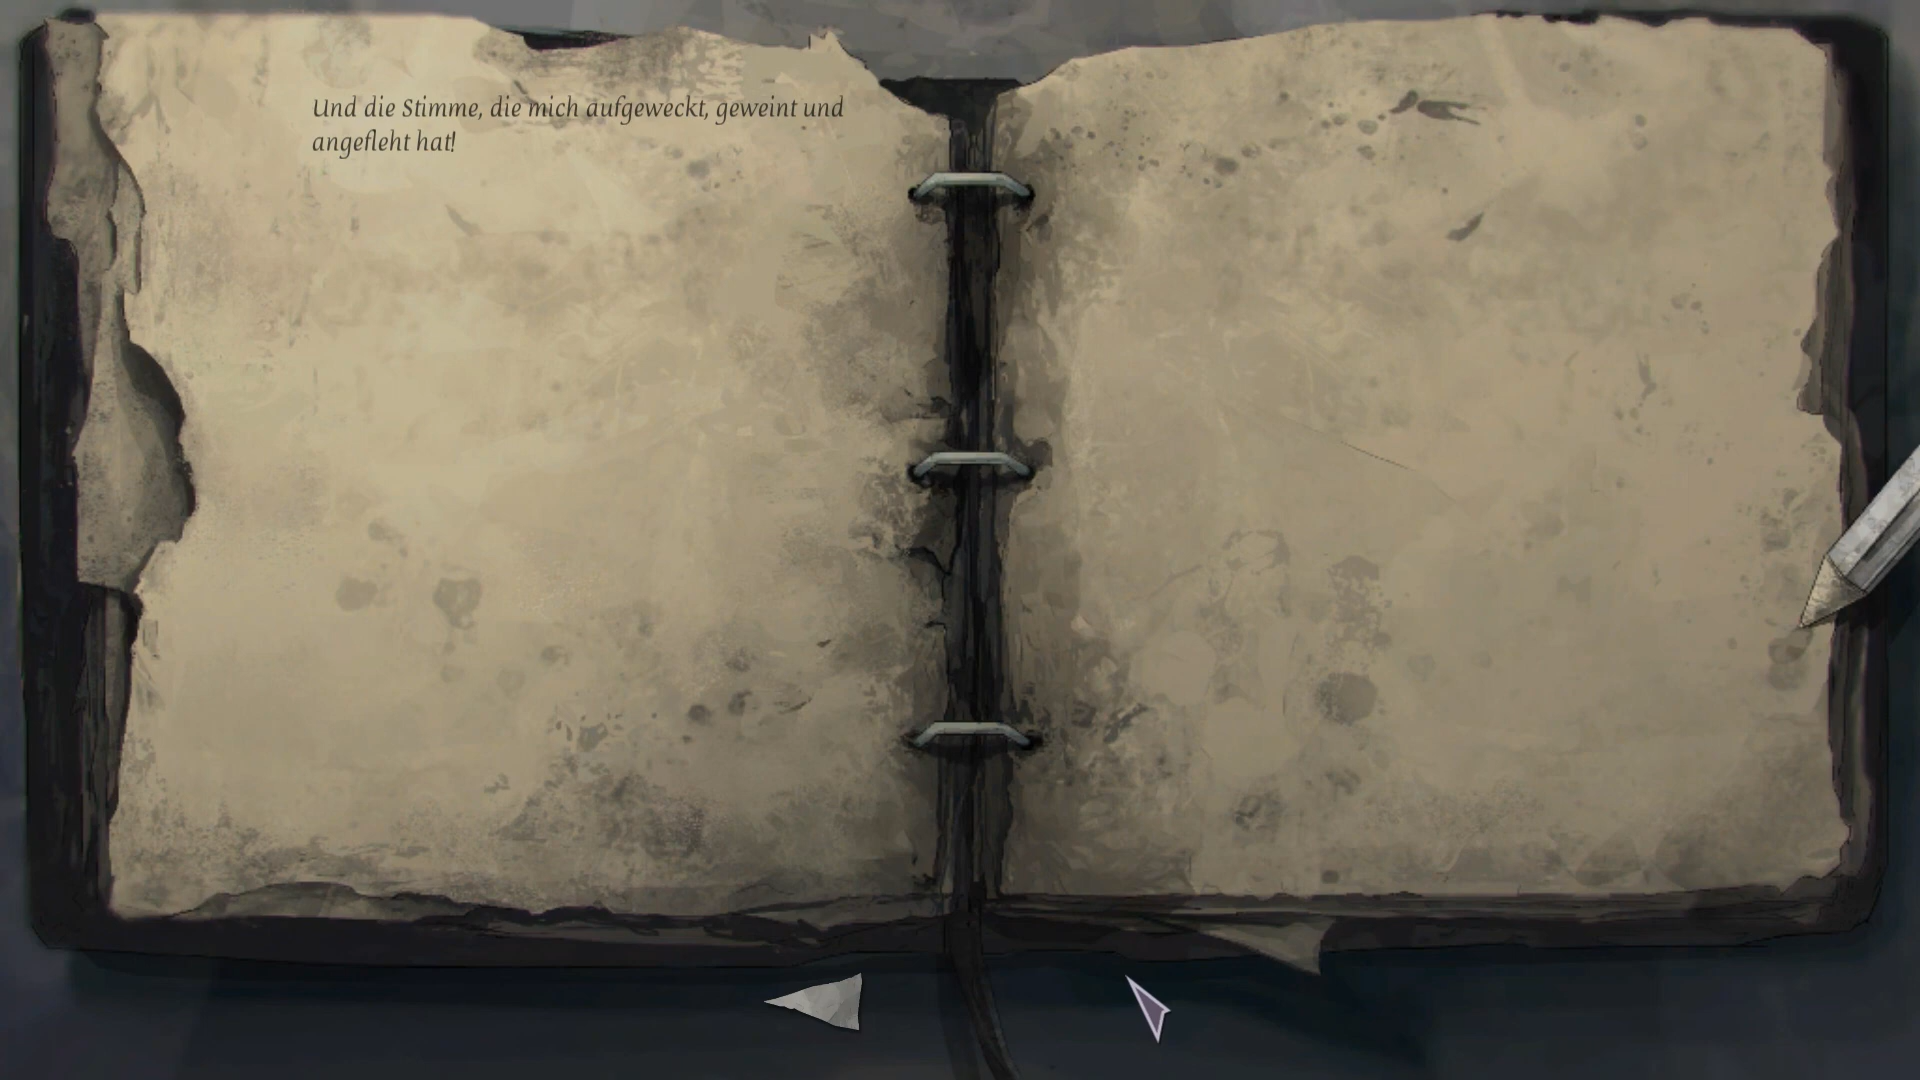 Und die Stimme, die mich aufgeweckt, geweint und
angefleht hat!